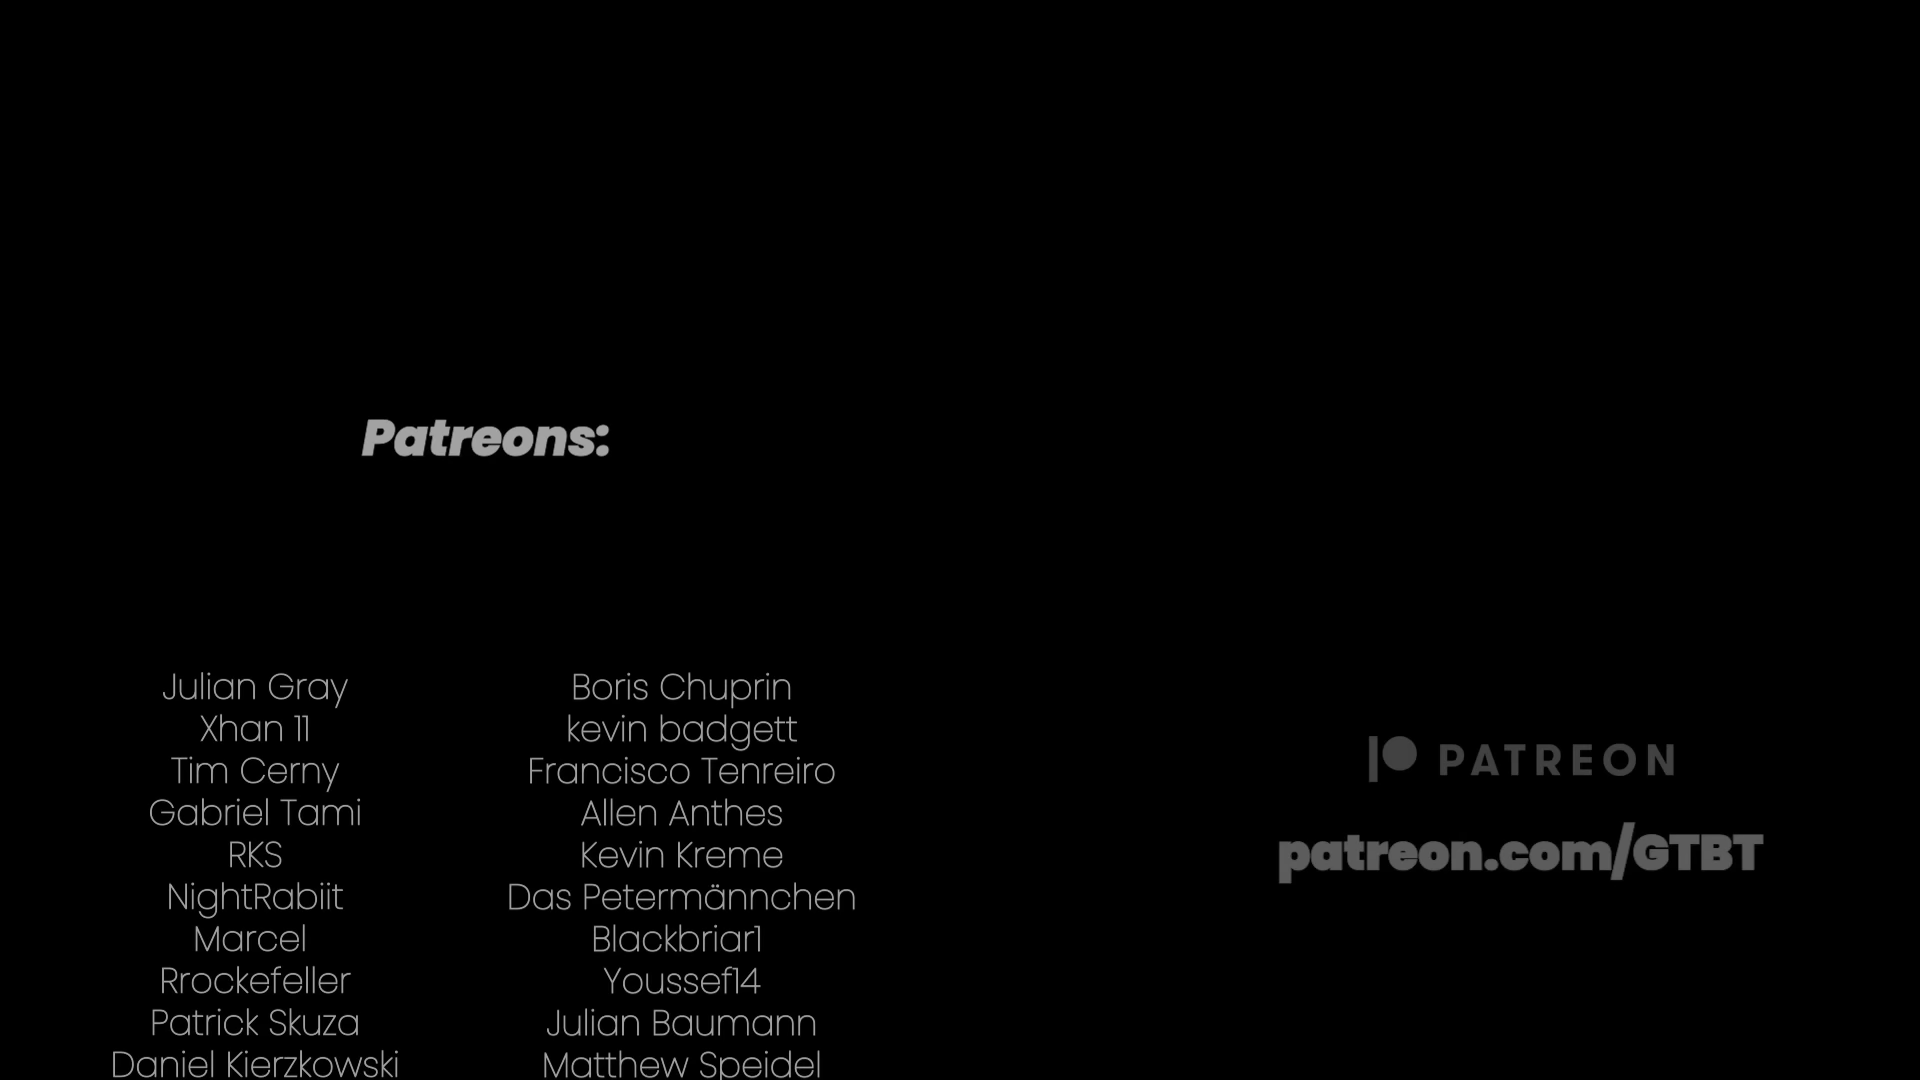 Patreons:
Julian Gray
Xhan 11
Tim Cerny
Gabriel Tami
RKS
NightRabiit
Marcel
Rrockefeller
Patrick Skuza
Daniel Kierzkowski
Boris Chuprin
kevin badgett
Francisco Tenreiro
Allen Anthes
Kevin Kreme
Das Petermännchen
Blackbriar1
Youssef14
Julian Baumann
Matthew Speidel
PATREON
patreon.com/GTBT